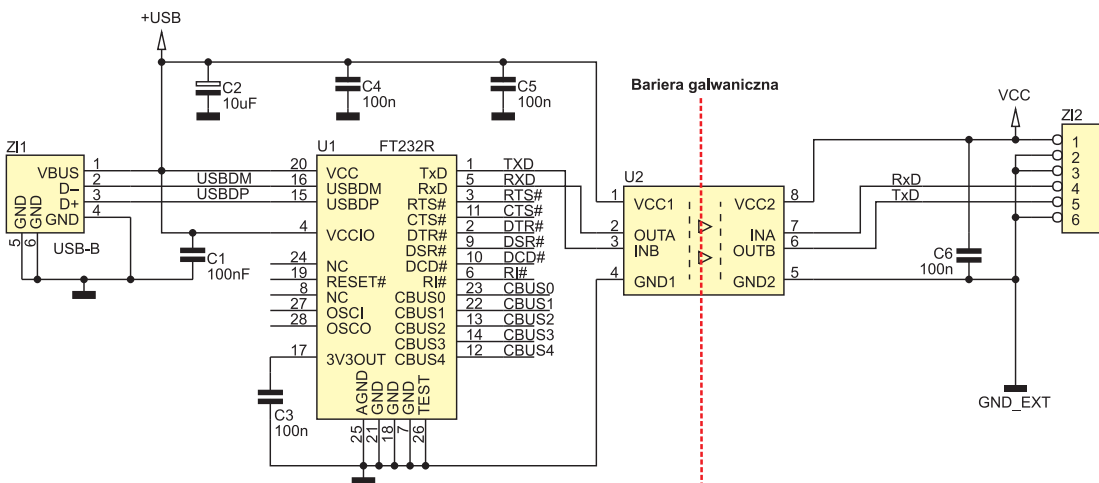 +USB
C2
10uF
C4
100n
C5
100n
Bariera galwaniczna
VCC
ZI2
1
2
3
4
5
6
ZI1
VBUS
D–
D+
GND
GND
GND
5
6
1
2
3
4
USB-B
USBDM
USBDP
C1
100nF
U1
FT232R
20
16
15
4
24
19
8
27
28
17
VCC
USBDM
USBDP
VCCIO
NC
RESET#
NC
OSCI
OSCO
3V3OUT
TxD
RxD
RTS#
CTS#
DTR#
DSR#
DCD#
RI#
CBUS0
CBUS1
CBUS2
CBUS3
CBUS4
AGND
GND
GND
GND
TEST
25
21
18
7
26
1
5
3
11
2
9
10
6
23
22
13
14
12
TXD
RXD
RTS#
CTS#
DTR#
DSR#
DCD#
RI#
CBUS0
CBUS1
CBUS2
CBUS3
CBUS4
C3
100n
U2
1
2
3
4
VCC1
OUTA
INB
GND1
VCC2
INA
OUTB
GND2
8
7
6
5
RxD
TxD
C6
100n
GND_EXT